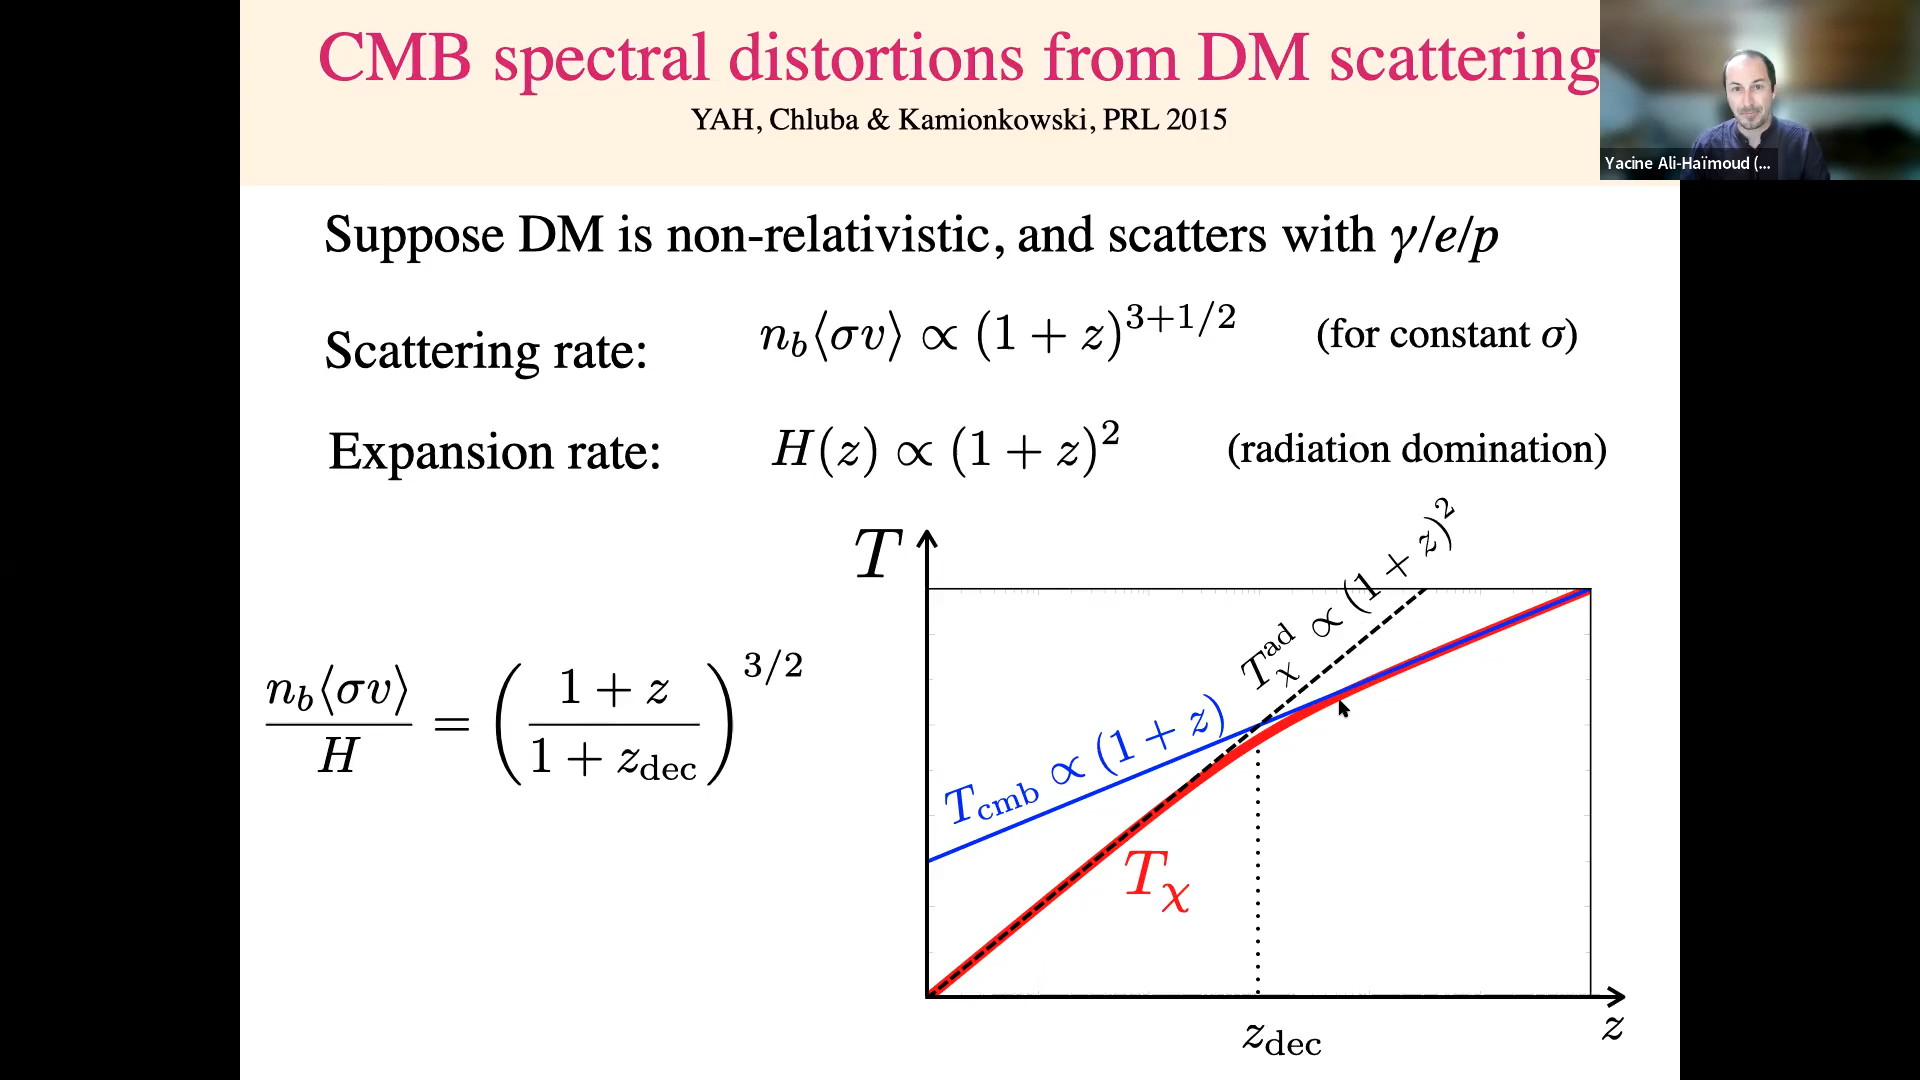 CMB spectral distortions from DM scattering
YAH, Chluba & Kamionkowski, PRL 2015
Yacine Ali-Haïmoud (...
Suppose DM is non-relativistic, and scatters with γ/e/p
Scattering rate: n_b⟨σv⟩ ∝ (1 + z)^{3+1/2} (for constant σ)
Expansion rate: H(z) ∝ (1 + z)^2 (radiation domination)
n_b⟨σv⟩ / H = ((1 + z) / (1 + z_dec))^{3/2}
T
T_χ^ad ∝ (1 + z)^2
T_cmb ∝ (1 + z)
T_χ
z_dec
z